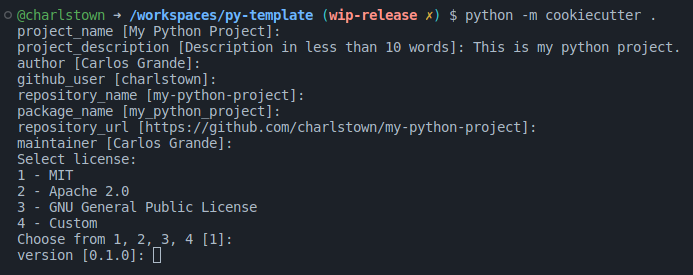 @charlstown → /workspaces/py-template (wip-release ✗) $ python -m cookiecutter .
project_name [My Python Project]:
project_description [Description in less than 10 words]: This is my python project.
author [Carlos Grande]:
github_user [charlstown]:
repository_name [my-python-project]:
package_name [my_python_project]:
repository_url [https://github.com/charlstown/my-python-project]:
maintainer [Carlos Grande]:
Select license:
1 - MIT
2 - Apache 2.0
3 - GNU General Public License
4 - Custom
Choose from 1, 2, 3, 4 [1]:
version [0.1.0]: